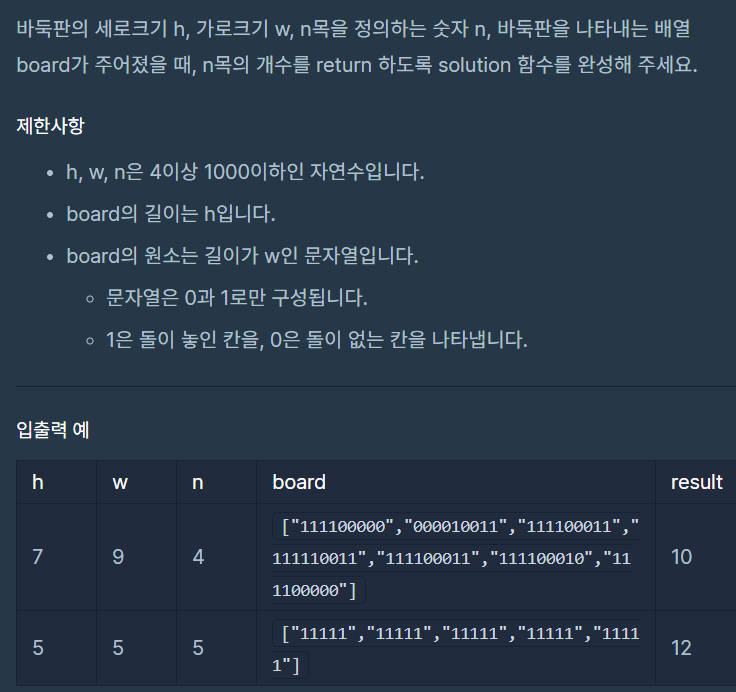 바둑판의 세로크기 h, 가로크기 w, n목을 정의하는 숫자 n, 바둑판을 나타내는 배열
board가 주어졌을 때, n목의 개수를 return 하도록 solution 함수를 완성해 주세요.
제한사항
• h, w, n은 4이상 1000이하인 자연수입니다.
• board의 길이는 h입니다.
• board의 원소는 길이가 w인 문자열입니다.
◦ 문자열은 0과 1로만 구성됩니다.
◦ 1은 돌이 놓인 칸을, 0은 돌이 없는 칸을 나타냅니다.
입출력 예
h w n board result
["111100000","000010011","111100011","
7 9 4 111110011","111100011","111100010","11 10
1100000"]
5 5 5 ["11111","11111","11111","11111","1111 12
1"]